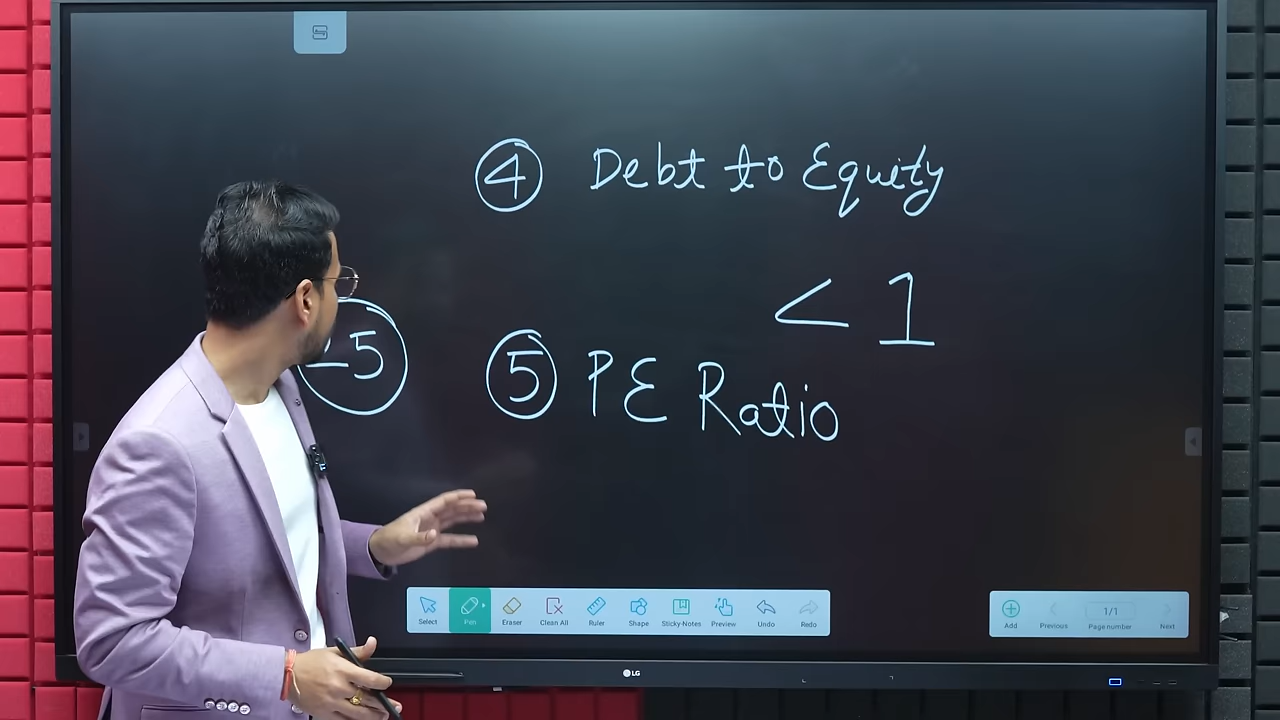 ④ Debt to Equity
< 1
-5
⑤ PE Ratio
Select
Pen
Eraser
Clean All
Ruler
Shape
Sticky Notes
Preview
Undo
Redo
Add
Previous
1/1
Page number
Next
LG